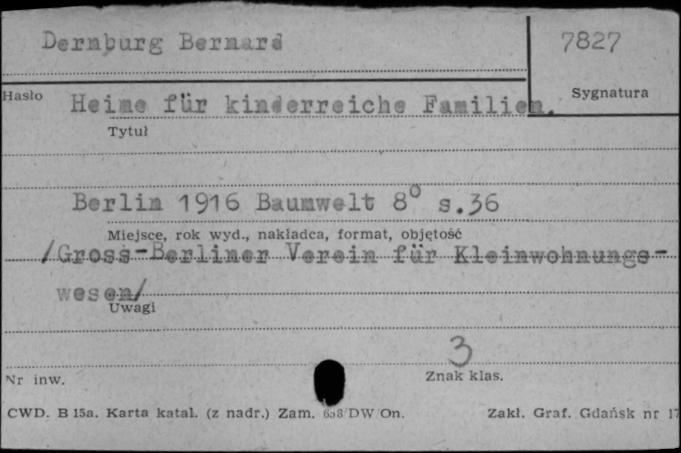 Dernburg Bernard 7827
Hasło Sygnatura
Heime für kinderreiche Familien.
Tytuł
Berlin 1916 Baumwelt 8⁰ s.36
Miejsce, rok wyd., nakładca, format, objętość
/Gross-Berliner Verein für Kleinwohnungs-
wesen/
Uwagi
3
Nr inw. Znak klas.
CWD. B 15a. Karta katal. (z nadr.) Zam. 638/DW/On. Zakł. Graf. Gdańsk nr 17